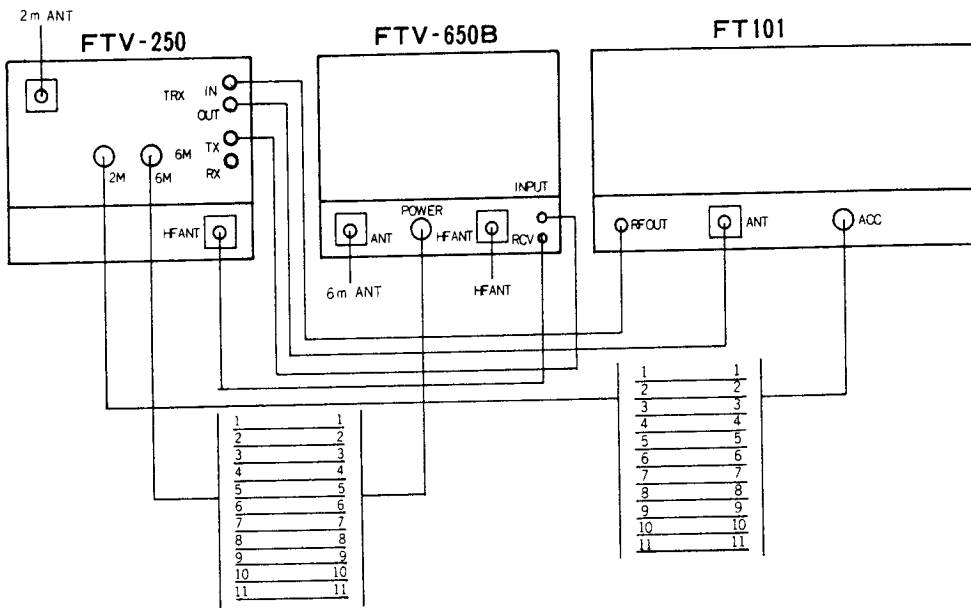 2m ANT
FTV-250
FTV-650B
FT101
TRX
IN
OUT
6M
TX
RX
2M
6M
HFANT
INPUT
POWER
ANT
HFANT
RCV
6m ANT
HFANT
RFOUT
ANT
ACC
1 1
2 2
3 3
4 4
5 5
6 6
7 7
8 8
9 9
10 10
11 11
1 1
2 2
3 3
4 4
5 5
6 6
7 7
8 8
9 9
10 10
11 11